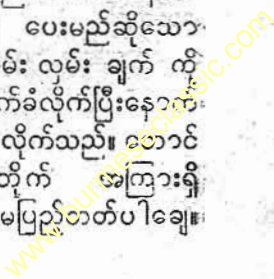 ပေးမည်ဆိုသော
မ်း လှမ်း ချက် ကို
က်ခံလိုက်ပြီးနောက်
လိုက်သည်။ တောင်
တိုက် အကြားရှိ
မပြည့်တတ်ပါချေ။
www.burmeseclassic.com